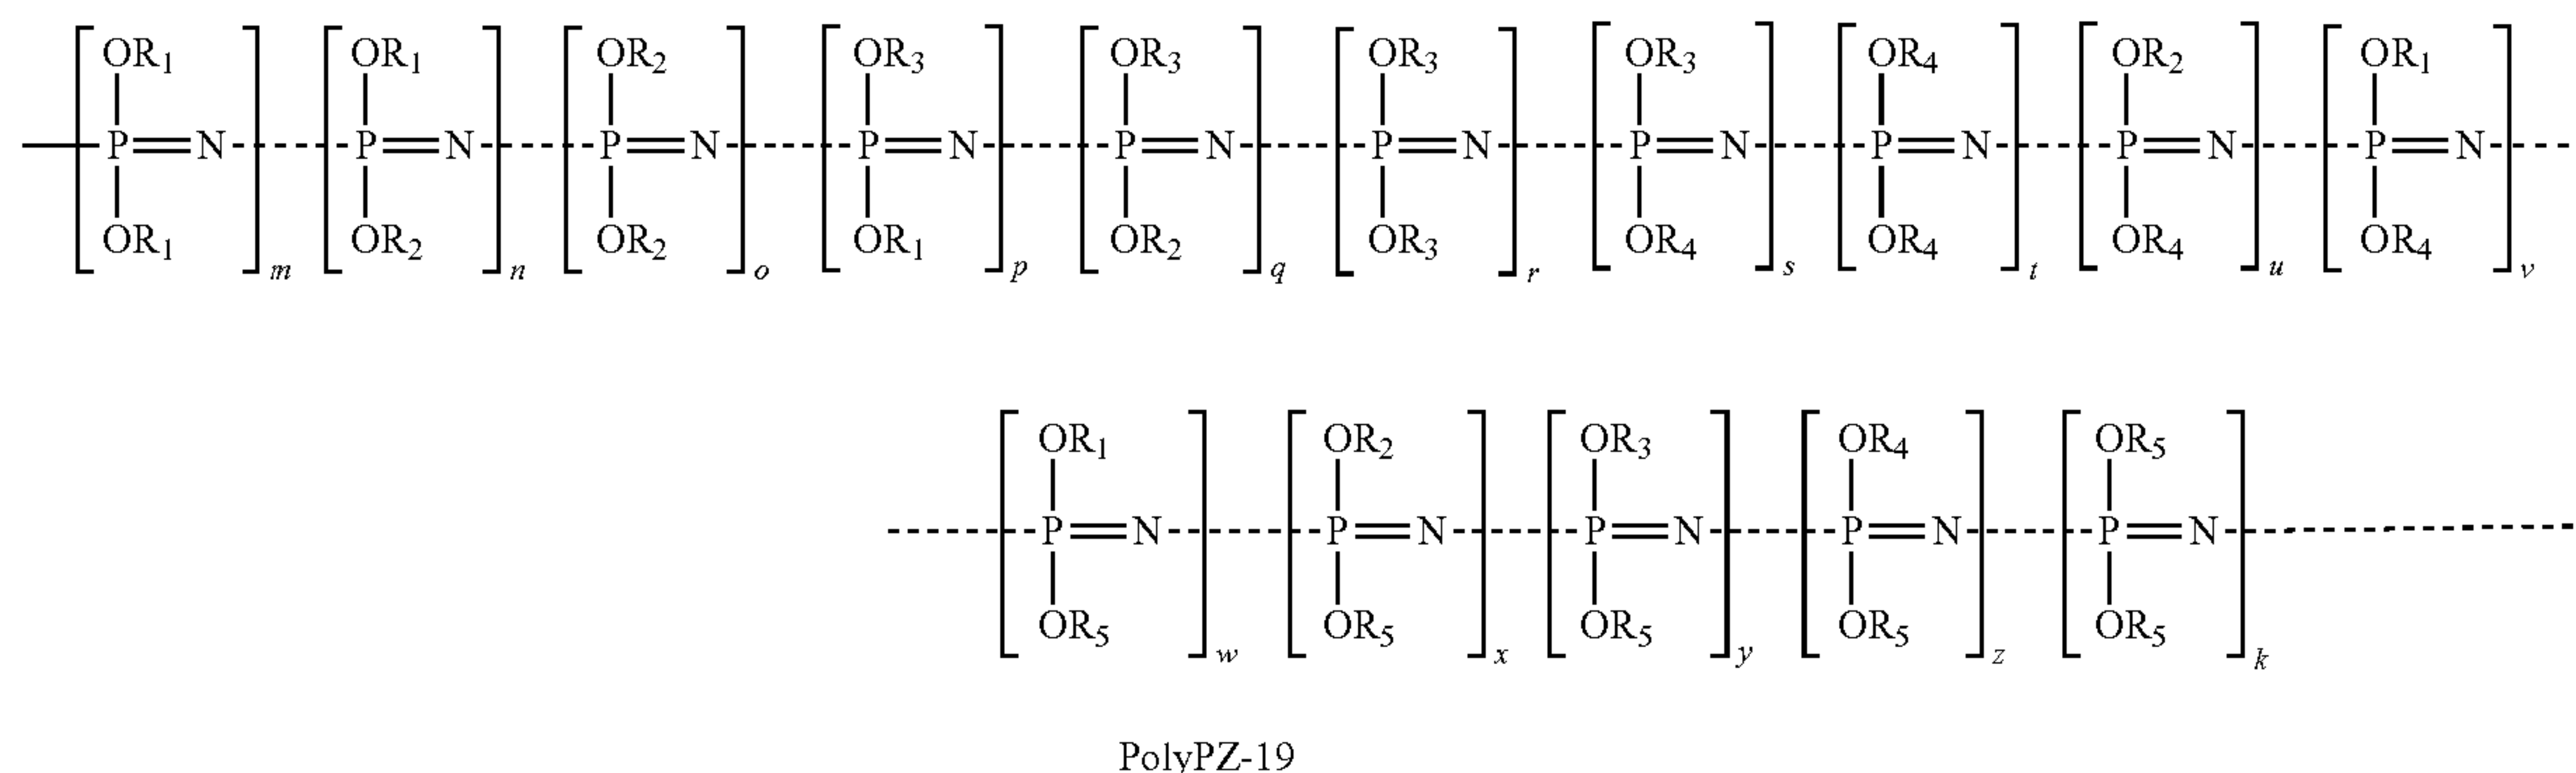 OR1 OR1 OR2 OR3 OR3 OR3 OR3 OR4 OR2 OR1
P N P N P N P N P N P N P N P N P N P N
OR1 OR2 OR2 OR1 OR2 OR3 OR4 OR4 OR4 OR4
m n o p q r s t u v
OR1 OR2 OR3 OR4 OR5
P N P N P N P N P N
OR5 OR5 OR5 OR5 OR5
w x y z k
PolyPZ-19